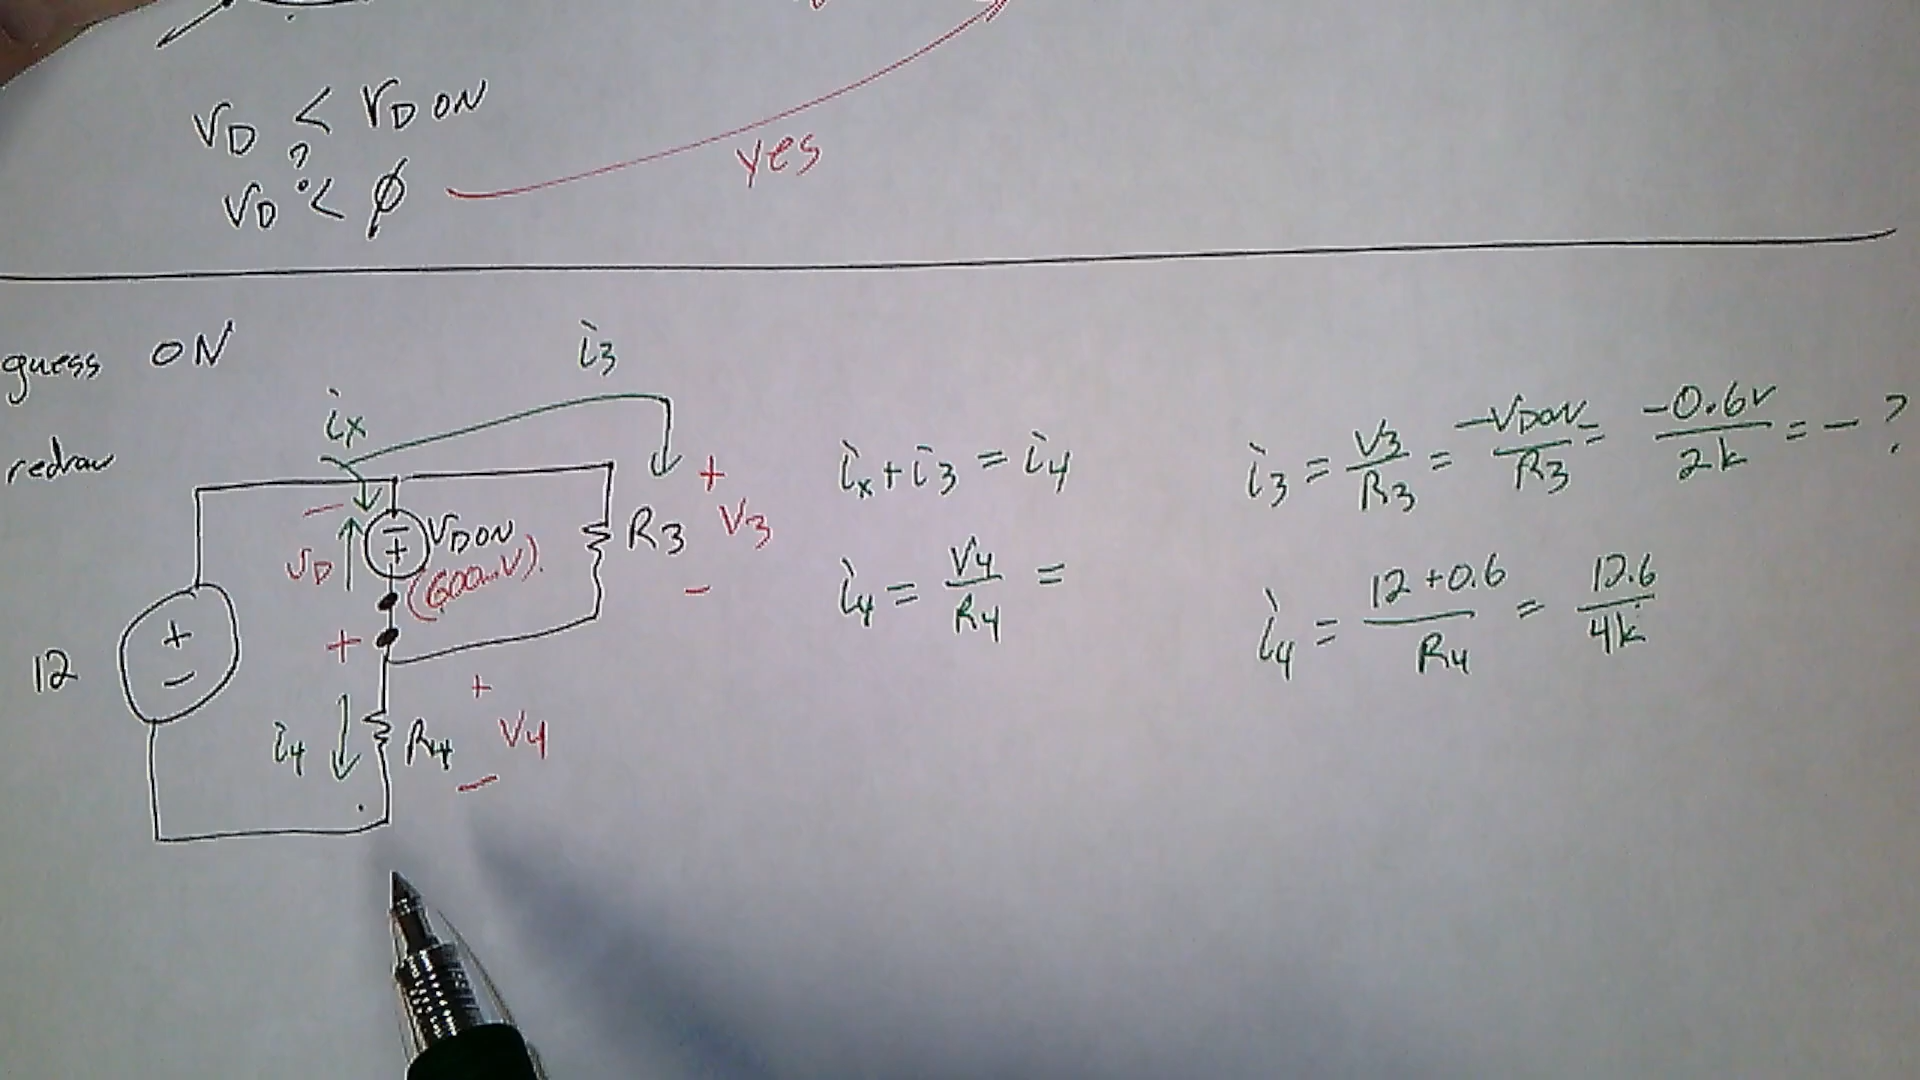 VD < VD ON
VD ?< ∅
yes
guess ON
redraw
i3
ix
ix + i3 = i4
i3 = V3/R3 = -VDON/R3 = -0.6V/2k = - ?
+
-
VDON
- +
R3
V3
VD
(600mV).
-
+
i4 = V4/R4 =
i4 = 12+0.6/R4 = 12.6/4k
+
-
12
+
i4
R4
V4
-